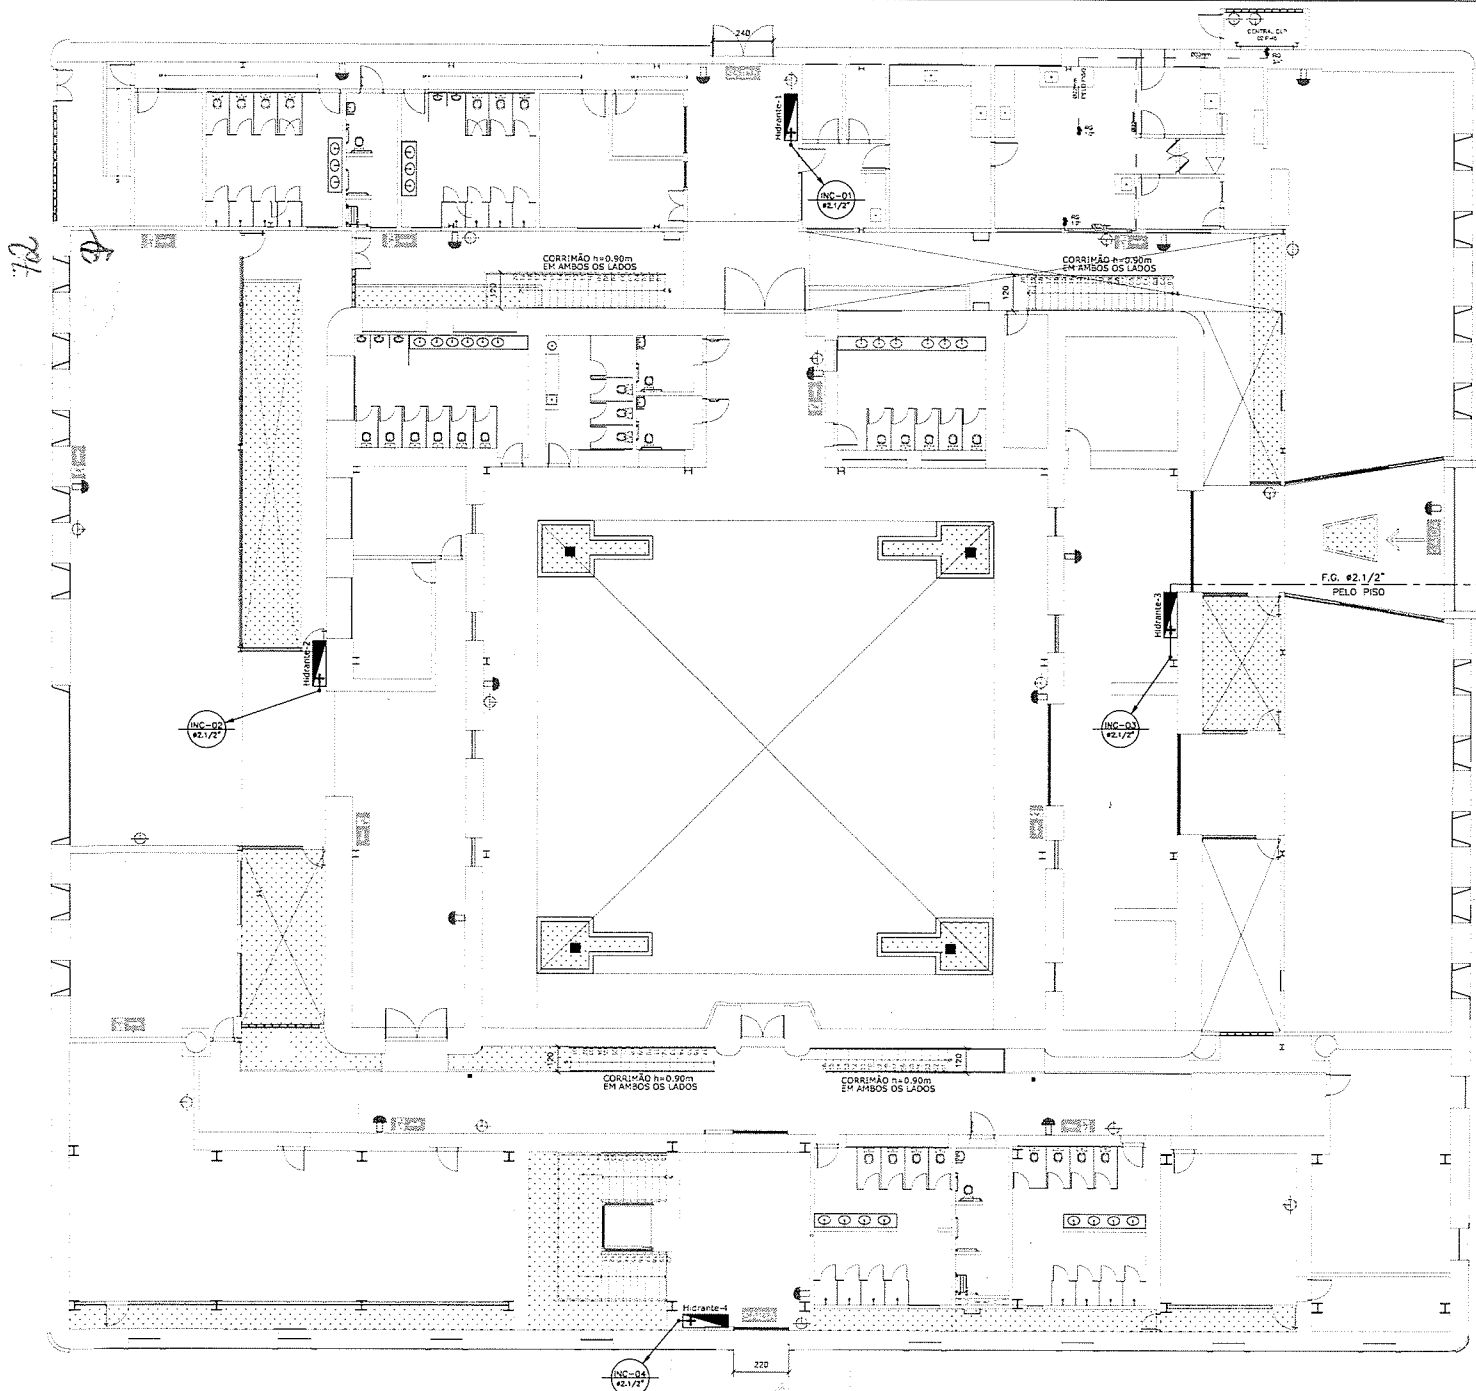 240
CENTRAL GLP
Hidrante-1
PELO PISO
INC-01
ø2.1/2"
CORRIMÃO h=0.90m
EM AMBOS OS LADOS
120
CORRIMÃO h=0.90m
EM AMBOS OS LADOS
120
F.G. ø2.1/2"
PELO PISO
Hidrante-3
Hidrante-2
INC-02
ø2.1/2"
INC-03
ø2.1/2"
120
CORRIMÃO h=0.90m
EM AMBOS OS LADOS
120
CORRIMÃO h=0.90m
EM AMBOS OS LADOS
Hidrante-4
220
INC-04
ø2.1/2"